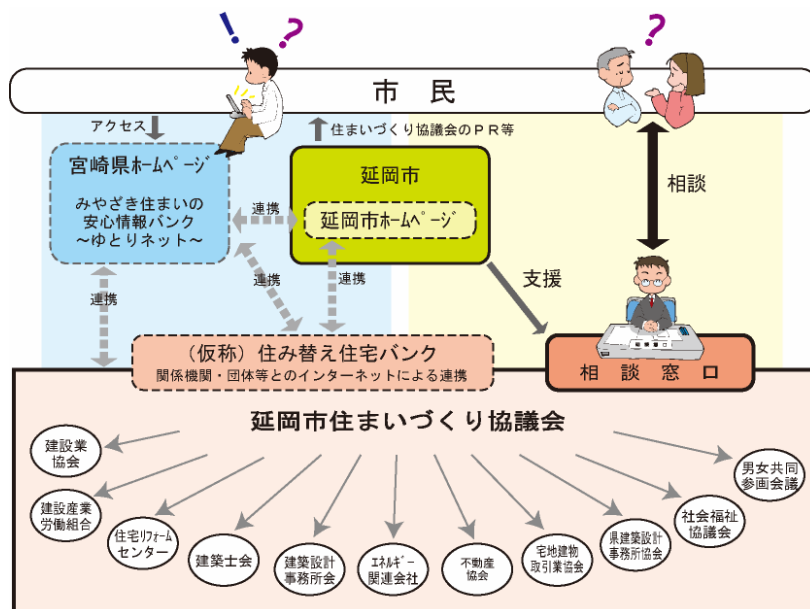 ！？
？
市　民
アクセス
住まいづくり協議会のＰＲ等
宮崎県ﾎｰﾑﾍﾟｰｼﾞ
みやざき住まいの
安心情報バンク
～ゆとりネット～
連携
延岡市
延岡市ﾎｰﾑﾍﾟｰｼﾞ
相談
連携
連携
連携
支援
（仮称）住み替え住宅バンク
関係機関・団体等とのインターネットによる連携
相　談　窓　口
延岡市住まいづくり協議会
建設業
協会
建設産業
労働組合
住宅ﾘﾌｫｰﾑ
センター
建築士会
建築設計
事務所会
ｴﾈﾙｷﾞｰ
関連会社
不動産
協会
宅地建物
取引業協会
県建築設計
事務所協会
社会福祉
協議会
男女共同
参画会議